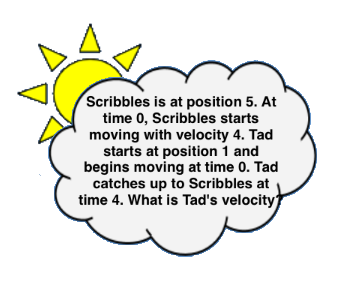 Scribbles is at position 5. At
time 0, Scribbles starts
moving with velocity 4. Tad
starts at position 1 and
begins moving at time 0. Tad
catches up to Scribbles at
time 4. What is Tad's velocity?